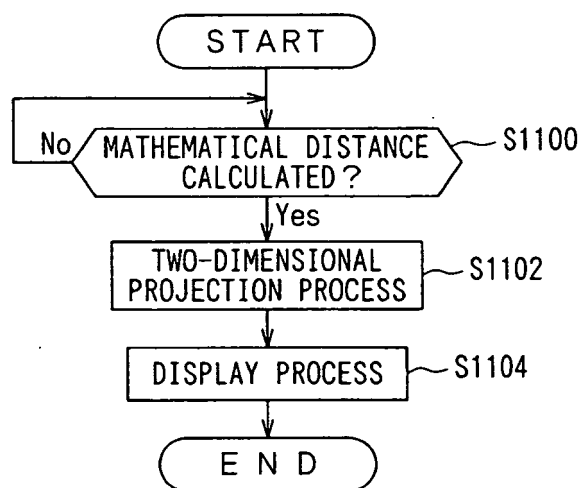 START
No
MATHEMATICAL DISTANCE
CALCULATED?
S1100
Yes
TWO-DIMENSIONAL
PROJECTION PROCESS
S1102
DISPLAY PROCESS
S1104
END